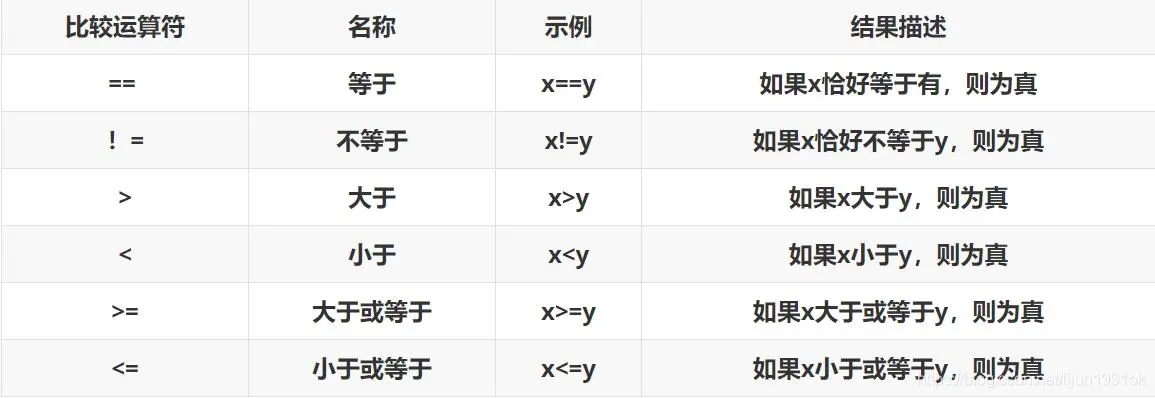 比较运算符 名称 示例 结果描述
== 等于 x==y 如果x恰好等于有，则为真
！= 不等于 x!=y 如果x恰好不等于y，则为真
> 大于 x>y 如果x大于y，则为真
< 小于 x<y 如果x小于y，则为真
>= 大于或等于 x>=y 如果x大于或等于y，则为真
<= 小于或等于 x<=y 如果x小于或等于y，则为真
https://blog.csdn.net/lijun1991ok